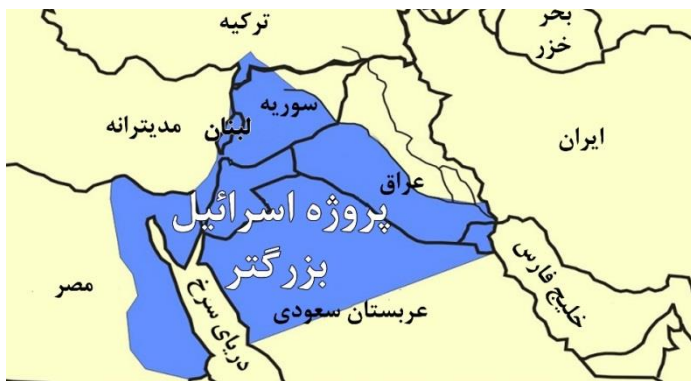 ترکیه
بحر
خزر
سوریه
لبنان
مدیترانه
ایران
عراق
پروژه اسرائیل
بزرگتر
مصر
خلیج فارس
عربستان سعودی
دریای سرخ